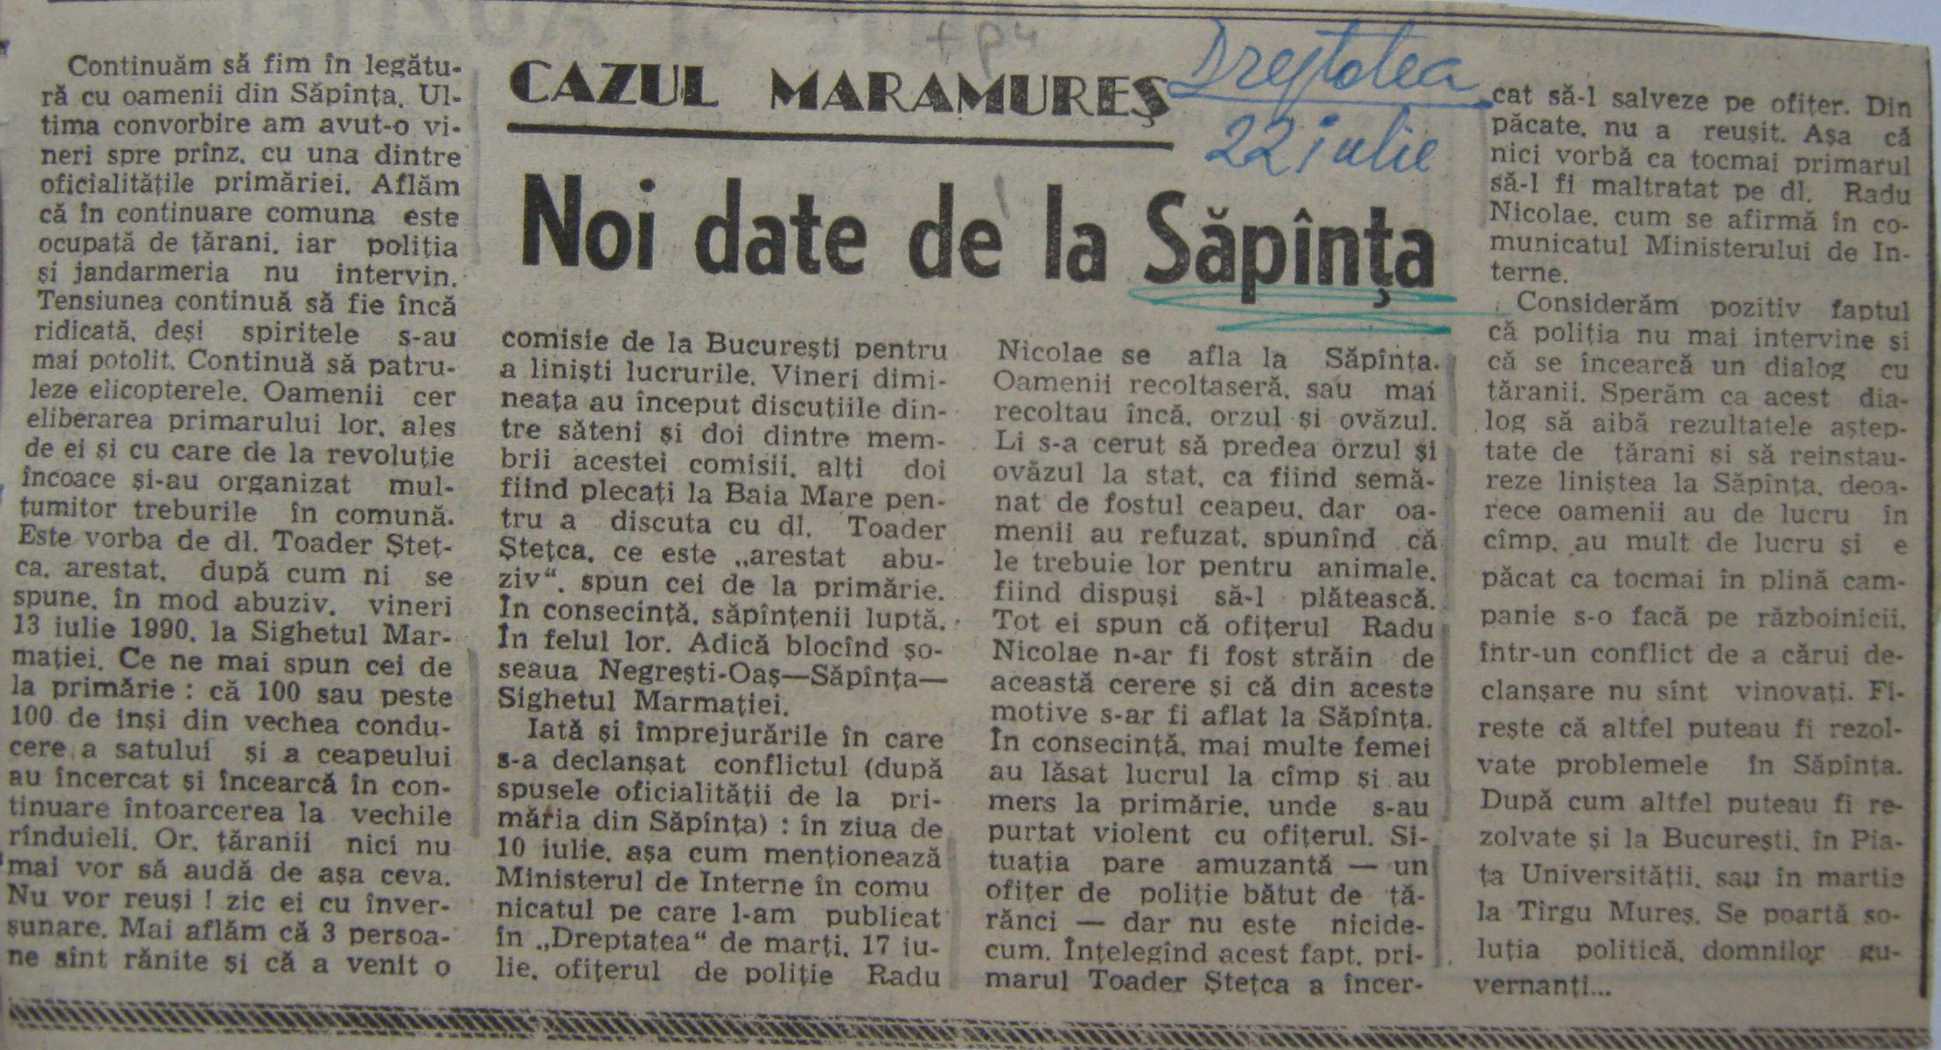 CAZUL MARAMUREŞ
Dreptatea
22 iulie
Noi date de la Săpînţa
Continuăm să fim în legătu-
ră cu oamenii din Săpînţa. Ul-
tima convorbire am avut-o vi-
neri spre prînz, cu una dintre
oficialităţile primăriei. Aflăm
că în continuare comuna este
ocupată de ţărani, iar poliţia
şi jandarmeria nu intervin.
Tensiunea continuă să fie încă
ridicată, deşi spiritele s-au
mai potolit. Continuă să patru-
leze elicopterele. Oamenii cer
eliberarea primarului lor, ales
de ei şi cu care de la revoluţie
încoace şi-au organizat mul-
ţumitor treburile în comună.
Este vorba de dl. Toader Şteţ-
ca, arestat, după cum ni se
spune, în mod abuziv, vineri
13 iulie 1990, la Sighetul Mar-
maţiei. Ce ne mai spun cei de
la primărie : că 100 sau peste
100 de inşi din vechea condu-
cere a satului şi a ceapeului
au încercat şi încearcă în con-
tinuare întoarcerea la vechile
rînduieli. Or, ţăranii nici nu
mai vor să audă de aşa ceva.
Nu vor reuşi ! zic ei cu înver-
şunare. Mai aflăm că 3 persoa-
ne sînt rănite şi că a venit o
comisie de la Bucureşti pentru
a linişti lucrurile. Vineri dimi-
neaţa au început discuţiile din-
tre săteni şi doi dintre mem-
brii acestei comisii, alţi doi
fiind plecaţi la Baia Mare pen-
tru a discuta cu dl. Toader
Şteţca, ce este „arestat abu-
ziv“, spun cei de la primărie.
În consecinţă, săpînţenii luptă.
În felul lor. Adică blocînd şo-
seaua Negreşti-Oaş—Săpînţa—
Sighetul Marmaţiei.
Iată şi împrejurările în care
s-a declanşat conflictul (după
spusele oficialităţii de la pri-
măria din Săpînţa) : în ziua de
10 iulie, aşa cum menţionează
Ministerul de Interne în comu
nicatul pe care l-am publicat
în „Dreptatea“ de marţi, 17 iu-
lie, ofiţerul de poliţie Radu
Nicolae se afla la Săpînţa.
Oamenii recoltaseră, sau mai
recoltau încă, orzul şi ovăzul.
Li s-a cerut să predea orzul şi
ovăzul la stat, ca fiind semă-
nat de fostul ceapeu, dar oa-
menii au refuzat, spunînd că
le trebuie lor pentru animale,
fiind dispuşi să-l plătească.
Tot ei spun că ofiţerul Radu
Nicolae n-ar fi fost străin de
această cerere şi că din aceste
motive s-ar fi aflat la Săpînţa.
În consecinţă, mai multe femei
au lăsat lucrul la cîmp şi au
mers la primărie, unde s-au
purtat violent cu ofiţerul. Si-
tuaţia pare amuzantă — un
ofiţer de poliţie bătut de ţă-
rănci — dar nu este nicide-
cum. Înţelegînd acest fapt, pri-
marul Toader Şteţca a încer-
cat să-l salveze pe ofiţer. Din
păcate, nu a reuşit. Aşa că
nici vorbă ca tocmai primarul
să-l fi maltratat pe dl. Radu
Nicolae, cum se afirmă în co-
municatul Ministerului de In-
terne.
Considerăm pozitiv faptul
că poliţia nu mai intervine şi
că se încearcă un dialog cu
ţăranii. Sperăm ca acest dia-
log să aibă rezultatele aştep-
tate de ţărani şi să reinstau-
reze liniştea la Săpînţa, deoa-
rece oamenii au de lucru în
cîmp, au mult de lucru şi e
păcat ca tocmai în plină cam-
panie s-o facă pe războinicii,
într-un conflict de a cărui de-
clanşare nu sînt vinovaţi. Fi-
reşte că altfel puteau fi rezol-
vate problemele în Săpînţa.
După cum altfel puteau fi re-
zolvate şi la Bucureşti, în Pia-
ţa Universităţii, sau în martie
la Tîrgu Mureş. Se poartă so-
luţia politică, domnilor gu-
vernanţi...